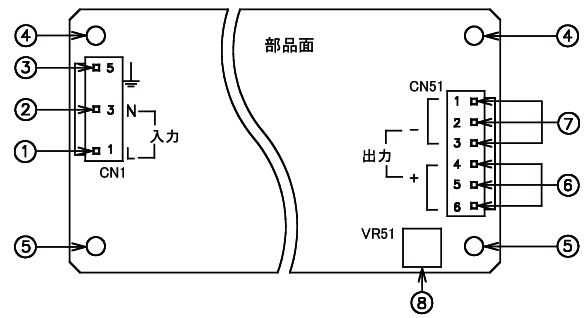 ④ 部品面 ④
③ 5
CN51
② 3 N 入力
1
2 ⑦
3
① 1 L
CN1
出力 -
+
4
5 ⑥
6
⑤ VR51 ⑤
⑧